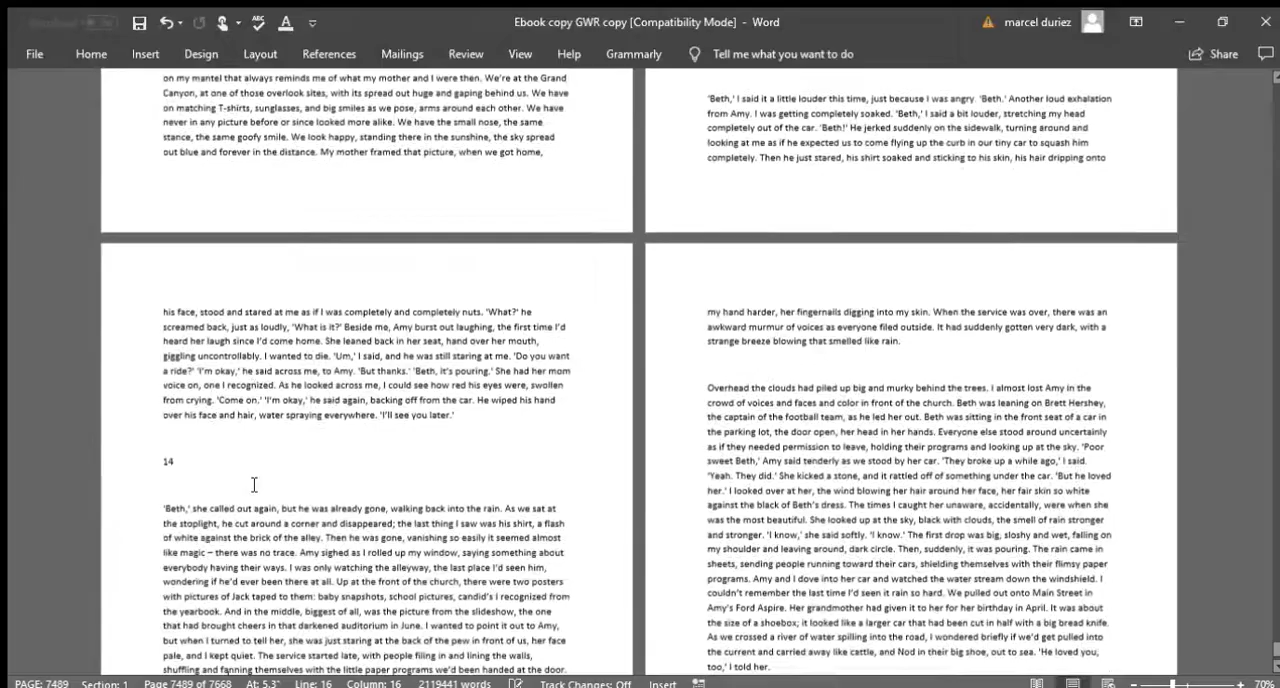 Ebook copy GWR copy [Compatibility Mode] - Word
marcel duriez
File Home Insert Design Layout References Mailings Review View Help Grammarly Tell me what you want to do Share
on my mantel that always reminds me of what my mother and I were then. We're at the Grand
Canyon, at one of those overlook sites, with its spread out huge and gaping behind us. We have
on matching T-shirts, sunglasses, and big smiles as we pose, arms around each other. We have
never in any picture before or since looked more alike. We have the small nose, the same
stance, the same goofy smile. We look happy, standing there in the sunshine, the sky spread
out blue and forever in the distance. My mother framed that picture, when we got home,
'Beth,' I said it a little louder this time, just because I was angry. 'Beth.' Another loud exhalation
from Amy. I was getting completely soaked. 'Beth,' I said a bit louder, stretching my head
completely out of the car. 'Beth!' He jerked suddenly on the sidewalk, turning around and
looking at me as if he expected us to come flying up the curb in our tiny car to squash him
completely. Then he just stared, his shirt soaked and sticking to his skin, his hair dripping onto
his face, stood and stared at me as if I was completely and completely nuts. 'What?' he
screamed back, just as loudly, 'What is it?' Beside me, Amy burst out laughing, the first time I'd
heard her laugh since I'd come home. She leaned back in her seat, hand over her mouth,
giggling uncontrollably. I wanted to die. 'Um,' I said, and he was still staring at me. 'Do you want
a ride?' 'I'm okay,' he said across me, to Amy. 'But thanks.' 'Beth, it's pouring.' She had her mom
voice on, one I recognized. As he looked across me, I could see how red his eyes were, swollen
from crying. 'Come on.' 'I'm okay,' he said again, backing off from the car. He wiped his hand
over his face and hair, water spraying everywhere. 'I'll see you later.'
14
'Beth,' she called out again, but he was already gone, walking back into the rain. As we sat at
the stoplight, he cut around a corner and disappeared; the last thing I saw was his shirt, a flash
of white against the brick of the alley. Then he was gone, vanishing so easily it seemed almost
like magic – there was no trace. Amy sighed as I rolled up my window, saying something about
everybody having their ways. I was only watching the alleyway, the last place I'd seen him,
wondering if he'd ever been there at all. Up at the front of the church, there were two posters
with pictures of Jack taped to them: baby snapshots, school pictures, candid's I recognized from
the yearbook. And in the middle, biggest of all, was the picture from the slideshow, the one
that had brought cheers in that darkened auditorium in June. I wanted to point it out to Amy,
but when I turned to tell her, she was just staring at the back of the pew in front of us, her face
pale, and I kept quiet. The service started late, with people filing in and lining the walls,
shuffling and fanning themselves with the little paper programs we'd been handed at the door.
my hand harder, her fingernails digging into my skin. When the service was over, there was an
awkward murmur of voices as everyone filed outside. It had suddenly gotten very dark, with a
strange breeze blowing that smelled like rain.
Overhead the clouds had piled up big and murky behind the trees. I almost lost Amy in the
crowd of voices and faces and color in front of the church. Beth was leaning on Brett Hershey,
the captain of the football team, as he led her out. Beth was sitting in the front seat of a car in
the parking lot, the door open, her head in her hands. Everyone else stood around uncertainly
as if they needed permission to leave, holding their programs and looking up at the sky. 'Poor
sweet Beth,' Amy said tenderly as we stood by her car. 'They broke up a while ago,' I said.
'Yeah. They did.' She kicked a stone, and it rattled off of something under the car. 'But he loved
her.' I looked over at her, the wind blowing her hair around her face, her fair skin so white
against the black of Beth's dress. The times I caught her unaware, accidentally, were when she
was the most beautiful. She looked up at the sky, black with clouds, the smell of rain stronger
and stronger. 'I know,' she said softly. 'I know.' The first drop was big, sloshy and wet, falling on
my shoulder and leaving around, dark circle. Then, suddenly, it was pouring. The rain came in
sheets, sending people running toward their cars, shielding themselves with their flimsy paper
programs. Amy and I dove into her car and watched the water stream down the windshield. I
couldn't remember the last time I'd seen it rain so hard. We pulled out onto Main Street in
Amy's Ford Aspire. Her grandmother had given it to her for her birthday in April. It was about
the size of a shoebox; it looked like a larger car that had been cut in half with a big bread knife.
As we crossed a river of water spilling into the road, I wondered briefly if we'd get pulled into
the current and carried away like cattle, and Nod in their big shoe, out to sea. 'He loved you,
too,' I told her.
PAGE: 7489 Section: 1 Page 7489 of 7668 At: 5.3" Line: 16 Column: 16 2119441 words Track Changes: Off Insert 70%